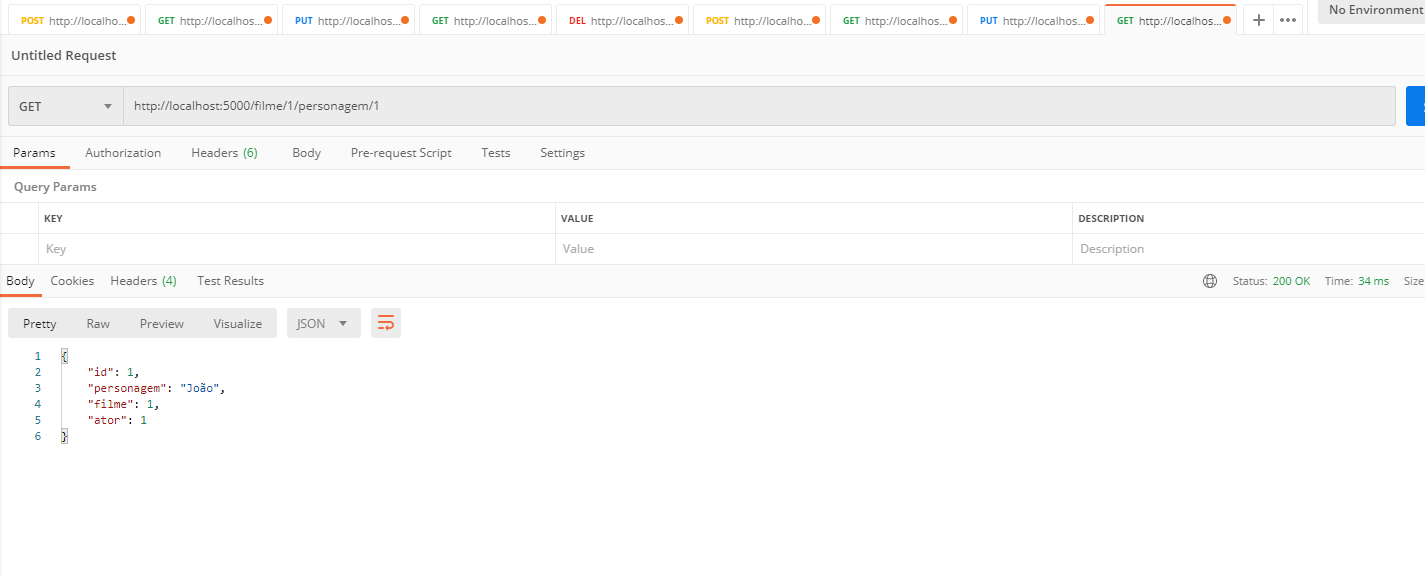 POST http://localho... GET http://localhos... PUT http://localhos... GET http://localhos... DEL http://localhos... POST http://localho... GET http://localhos... PUT http://localhos... GET http://localhos... + ••• No Environment
Untitled Request
GET http://localhost:5000/filme/1/personagem/1
Params Authorization Headers (6) Body Pre-request Script Tests Settings
Query Params
KEY VALUE DESCRIPTION
Key Value Description
Body Cookies Headers (4) Test Results Status: 200 OK Time: 34 ms Size
Pretty Raw Preview Visualize JSON
1 {
2 "id": 1,
3 "personagem": "João",
4 "filme": 1,
5 "ator": 1
6 }